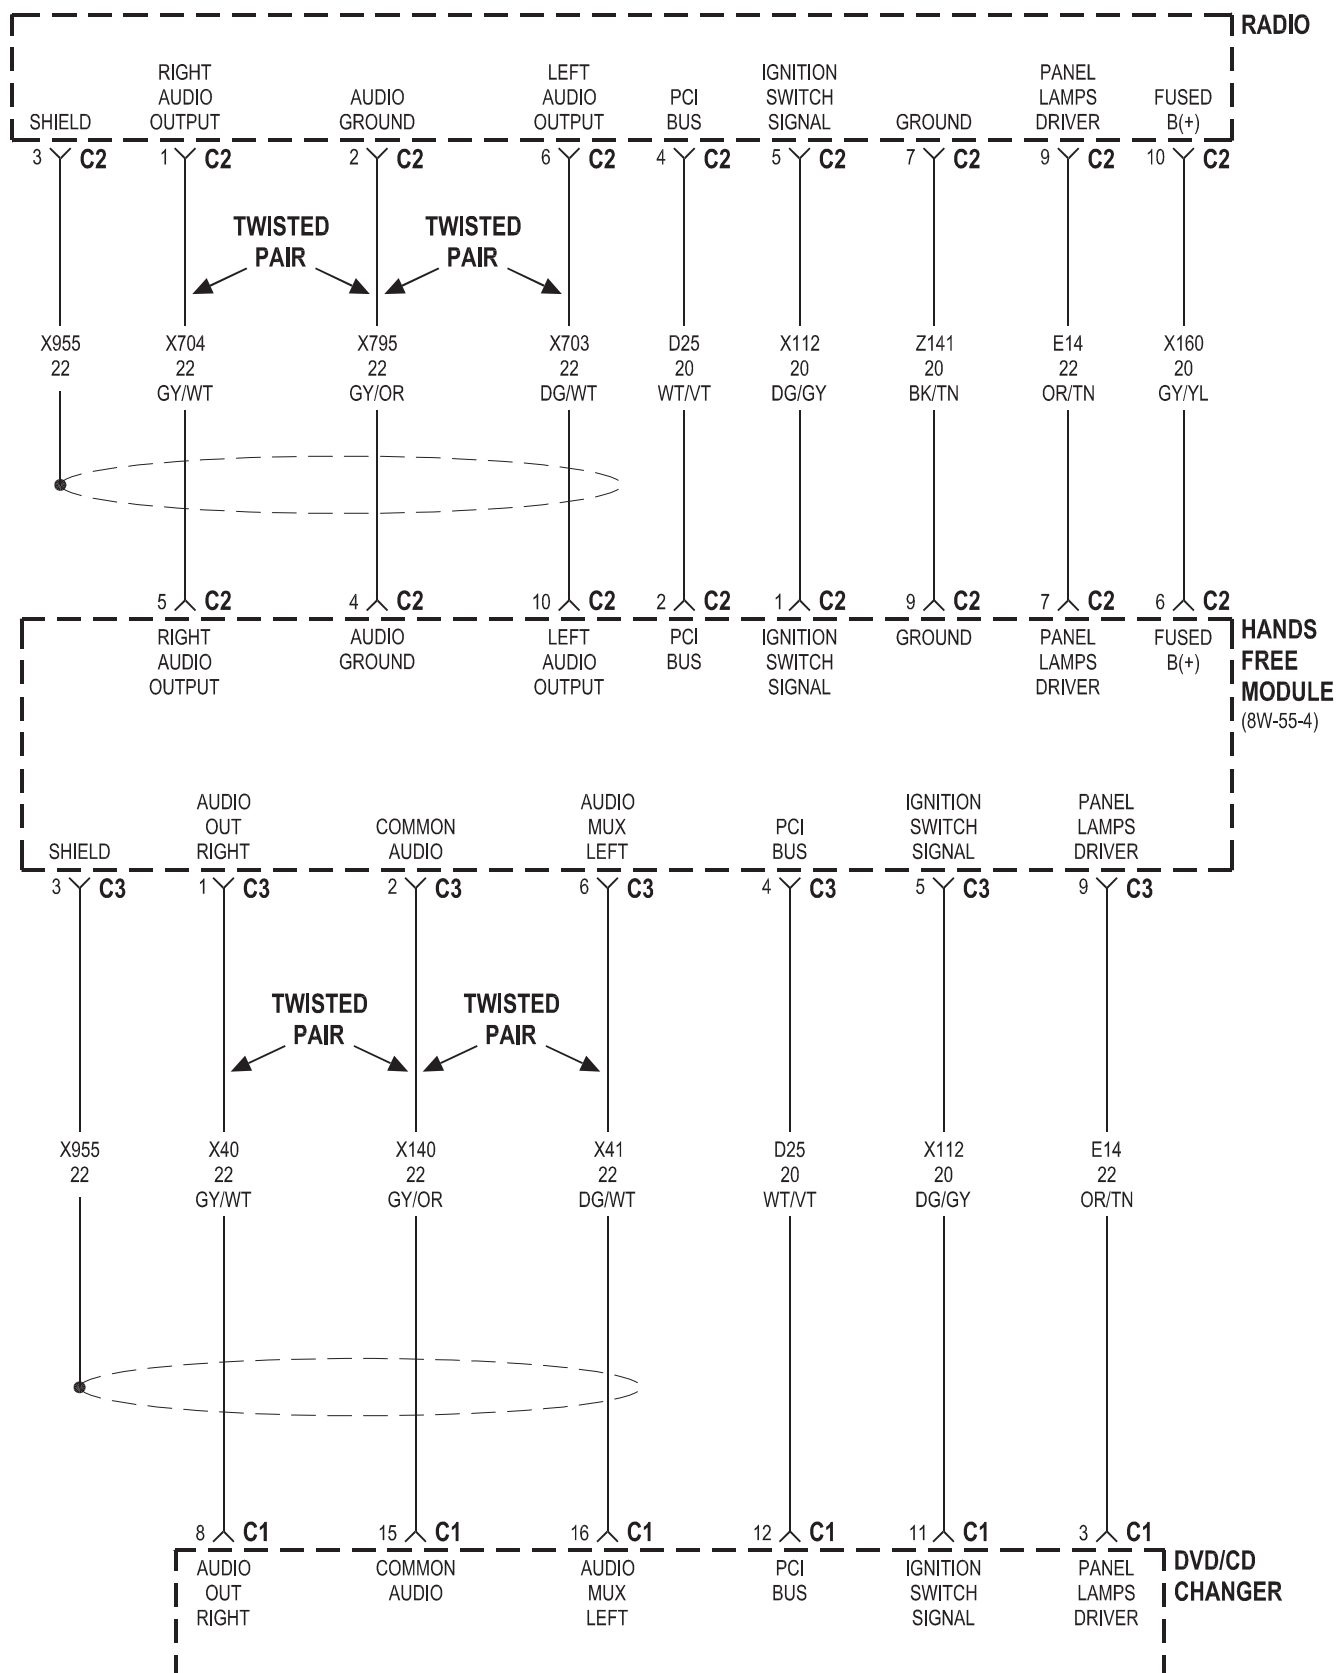 RADIO
RIGHT LEFT IGNITION PANEL
AUDIO AUDIO AUDIO PCI SWITCH LAMPS FUSED
SHIELD OUTPUT GROUND OUTPUT BUS SIGNAL GROUND DRIVER B(+)
3 C2 1 C2 2 C2 6 C2 4 C2 5 C2 7 C2 9 C2 10 C2
TWISTED TWISTED
PAIR PAIR
X955 X704 X795 X703 D25 X112 Z141 E14 X160
22 22 22 22 20 20 20 22 20
GY/WT GY/OR DG/WT WT/VT DG/GY BK/TN OR/TN GY/YL
5 C2 4 C2 10 C2 2 C2 1 C2 9 C2 7 C2 6 C2
RIGHT AUDIO LEFT PCI IGNITION GROUND PANEL FUSED
AUDIO GROUND AUDIO BUS SWITCH LAMPS B(+)
OUTPUT OUTPUT SIGNAL DRIVER
HANDS
FREE
MODULE
(8W-55-4)
AUDIO AUDIO IGNITION PANEL
OUT COMMON MUX PCI SWITCH LAMPS
SHIELD RIGHT AUDIO LEFT BUS SIGNAL DRIVER
3 C3 1 C3 2 C3 6 C3 4 C3 5 C3 9 C3
TWISTED TWISTED
PAIR PAIR
X955 X40 X140 X41 D25 X112 E14
22 22 22 22 20 20 22
GY/WT GY/OR DG/WT WT/VT DG/GY OR/TN
8 C1 15 C1 16 C1 12 C1 11 C1 3 C1
AUDIO COMMON AUDIO PCI IGNITION PANEL
OUT AUDIO MUX BUS SWITCH LAMPS
RIGHT LEFT SIGNAL DRIVER
DVD/CD
CHANGER